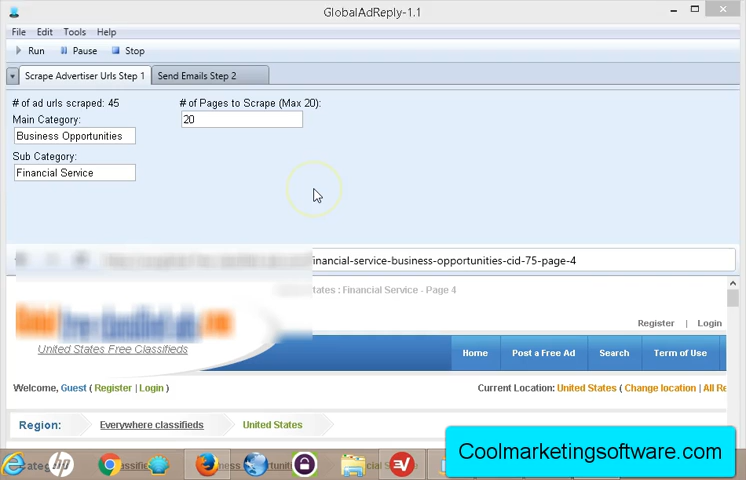 GlobalAdReply-1.1
File Edit Tools Help
Run Pause Stop
Scrape Advertiser Urls Step 1 Send Emails Step 2
# of ad urls scraped: 45 # of Pages to Scrape (Max 20):
Main Category: 20
Business Opportunities
Sub Category:
Financial Service
financial-service-business-opportunities-cid-75-page-4
States : Financial Service - Page 4
Register | Login
United States Free Classifieds
Home Post a Free Ad Search Term of Use
Welcome, Guest ( Register | Login ) Current Location: United States ( Change location | All Re
Region: Everywhere classifieds United States
Coolmarketingsoftware.com